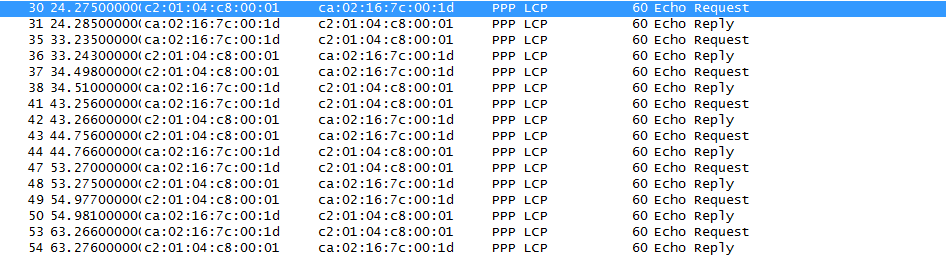 30 24.275000000 c2:01:04:c8:00:01 ca:02:16:7c:00:1d PPP LCP 60 Echo Request
31 24.285000000 ca:02:16:7c:00:1d c2:01:04:c8:00:01 PPP LCP 60 Echo Reply
35 33.235000000 ca:02:16:7c:00:1d c2:01:04:c8:00:01 PPP LCP 60 Echo Request
36 33.243000000 c2:01:04:c8:00:01 ca:02:16:7c:00:1d PPP LCP 60 Echo Reply
37 34.498000000 c2:01:04:c8:00:01 ca:02:16:7c:00:1d PPP LCP 60 Echo Request
38 34.510000000 ca:02:16:7c:00:1d c2:01:04:c8:00:01 PPP LCP 60 Echo Reply
41 43.256000000 ca:02:16:7c:00:1d c2:01:04:c8:00:01 PPP LCP 60 Echo Request
42 43.266000000 c2:01:04:c8:00:01 ca:02:16:7c:00:1d PPP LCP 60 Echo Reply
43 44.756000000 c2:01:04:c8:00:01 ca:02:16:7c:00:1d PPP LCP 60 Echo Request
44 44.766000000 ca:02:16:7c:00:1d c2:01:04:c8:00:01 PPP LCP 60 Echo Reply
47 53.270000000 ca:02:16:7c:00:1d c2:01:04:c8:00:01 PPP LCP 60 Echo Request
48 53.275000000 c2:01:04:c8:00:01 ca:02:16:7c:00:1d PPP LCP 60 Echo Reply
49 54.977000000 c2:01:04:c8:00:01 ca:02:16:7c:00:1d PPP LCP 60 Echo Request
50 54.981000000 ca:02:16:7c:00:1d c2:01:04:c8:00:01 PPP LCP 60 Echo Reply
53 63.266000000 ca:02:16:7c:00:1d c2:01:04:c8:00:01 PPP LCP 60 Echo Request
54 63.276000000 c2:01:04:c8:00:01 ca:02:16:7c:00:1d PPP LCP 60 Echo Reply